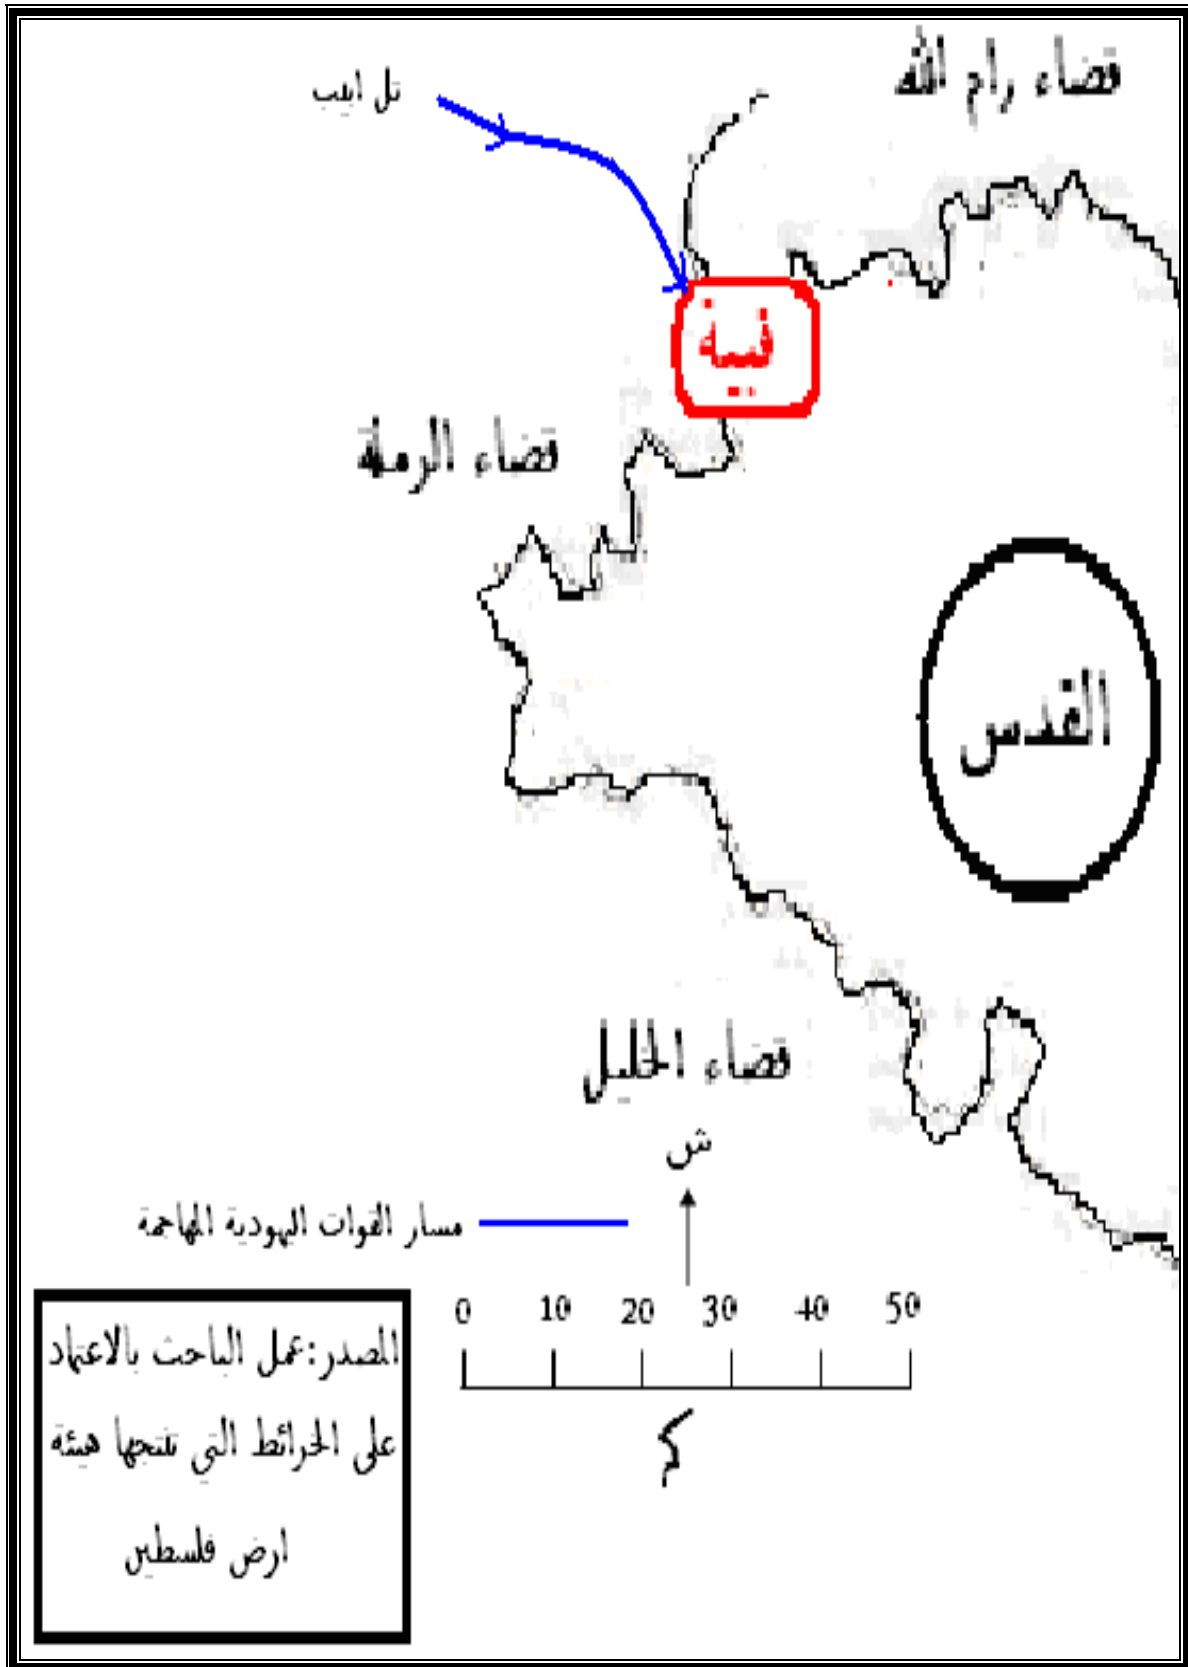 قضاء رام الله
تل ابيب
قبية
قضاء الرملة
القدس
قضاء الخليل
ش
مسار القوات اليهودية المهاجمة
0 10 20 30 40 50
كم
المصدر:عمل الباحث بالاعتماد
على الخرائط التي تنتجها هيئة
ارض فلسطين